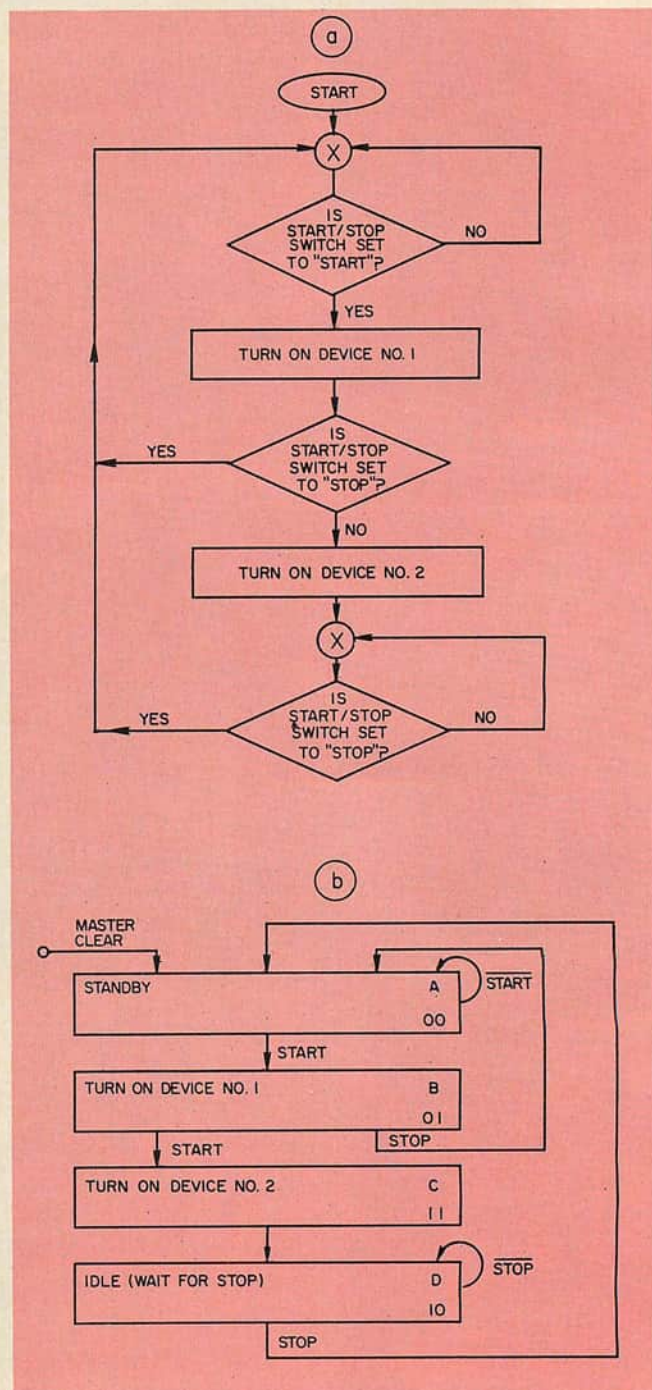 a
START
X
IS
START/STOP
SWITCH SET
TO "START"?
NO
YES
TURN ON DEVICE NO. 1
IS
START/STOP
SWITCH SET
TO "STOP"?
YES
NO
TURN ON DEVICE NO. 2
X
IS
START/STOP
SWITCH SET
TO "STOP"?
YES
NO
b
MASTER
CLEAR
STANDBY A
00
START
START
TURN ON DEVICE NO. 1 B
01
START
STOP
TURN ON DEVICE NO. 2 C
11
IDLE (WAIT FOR STOP) D
10
STOP
STOP